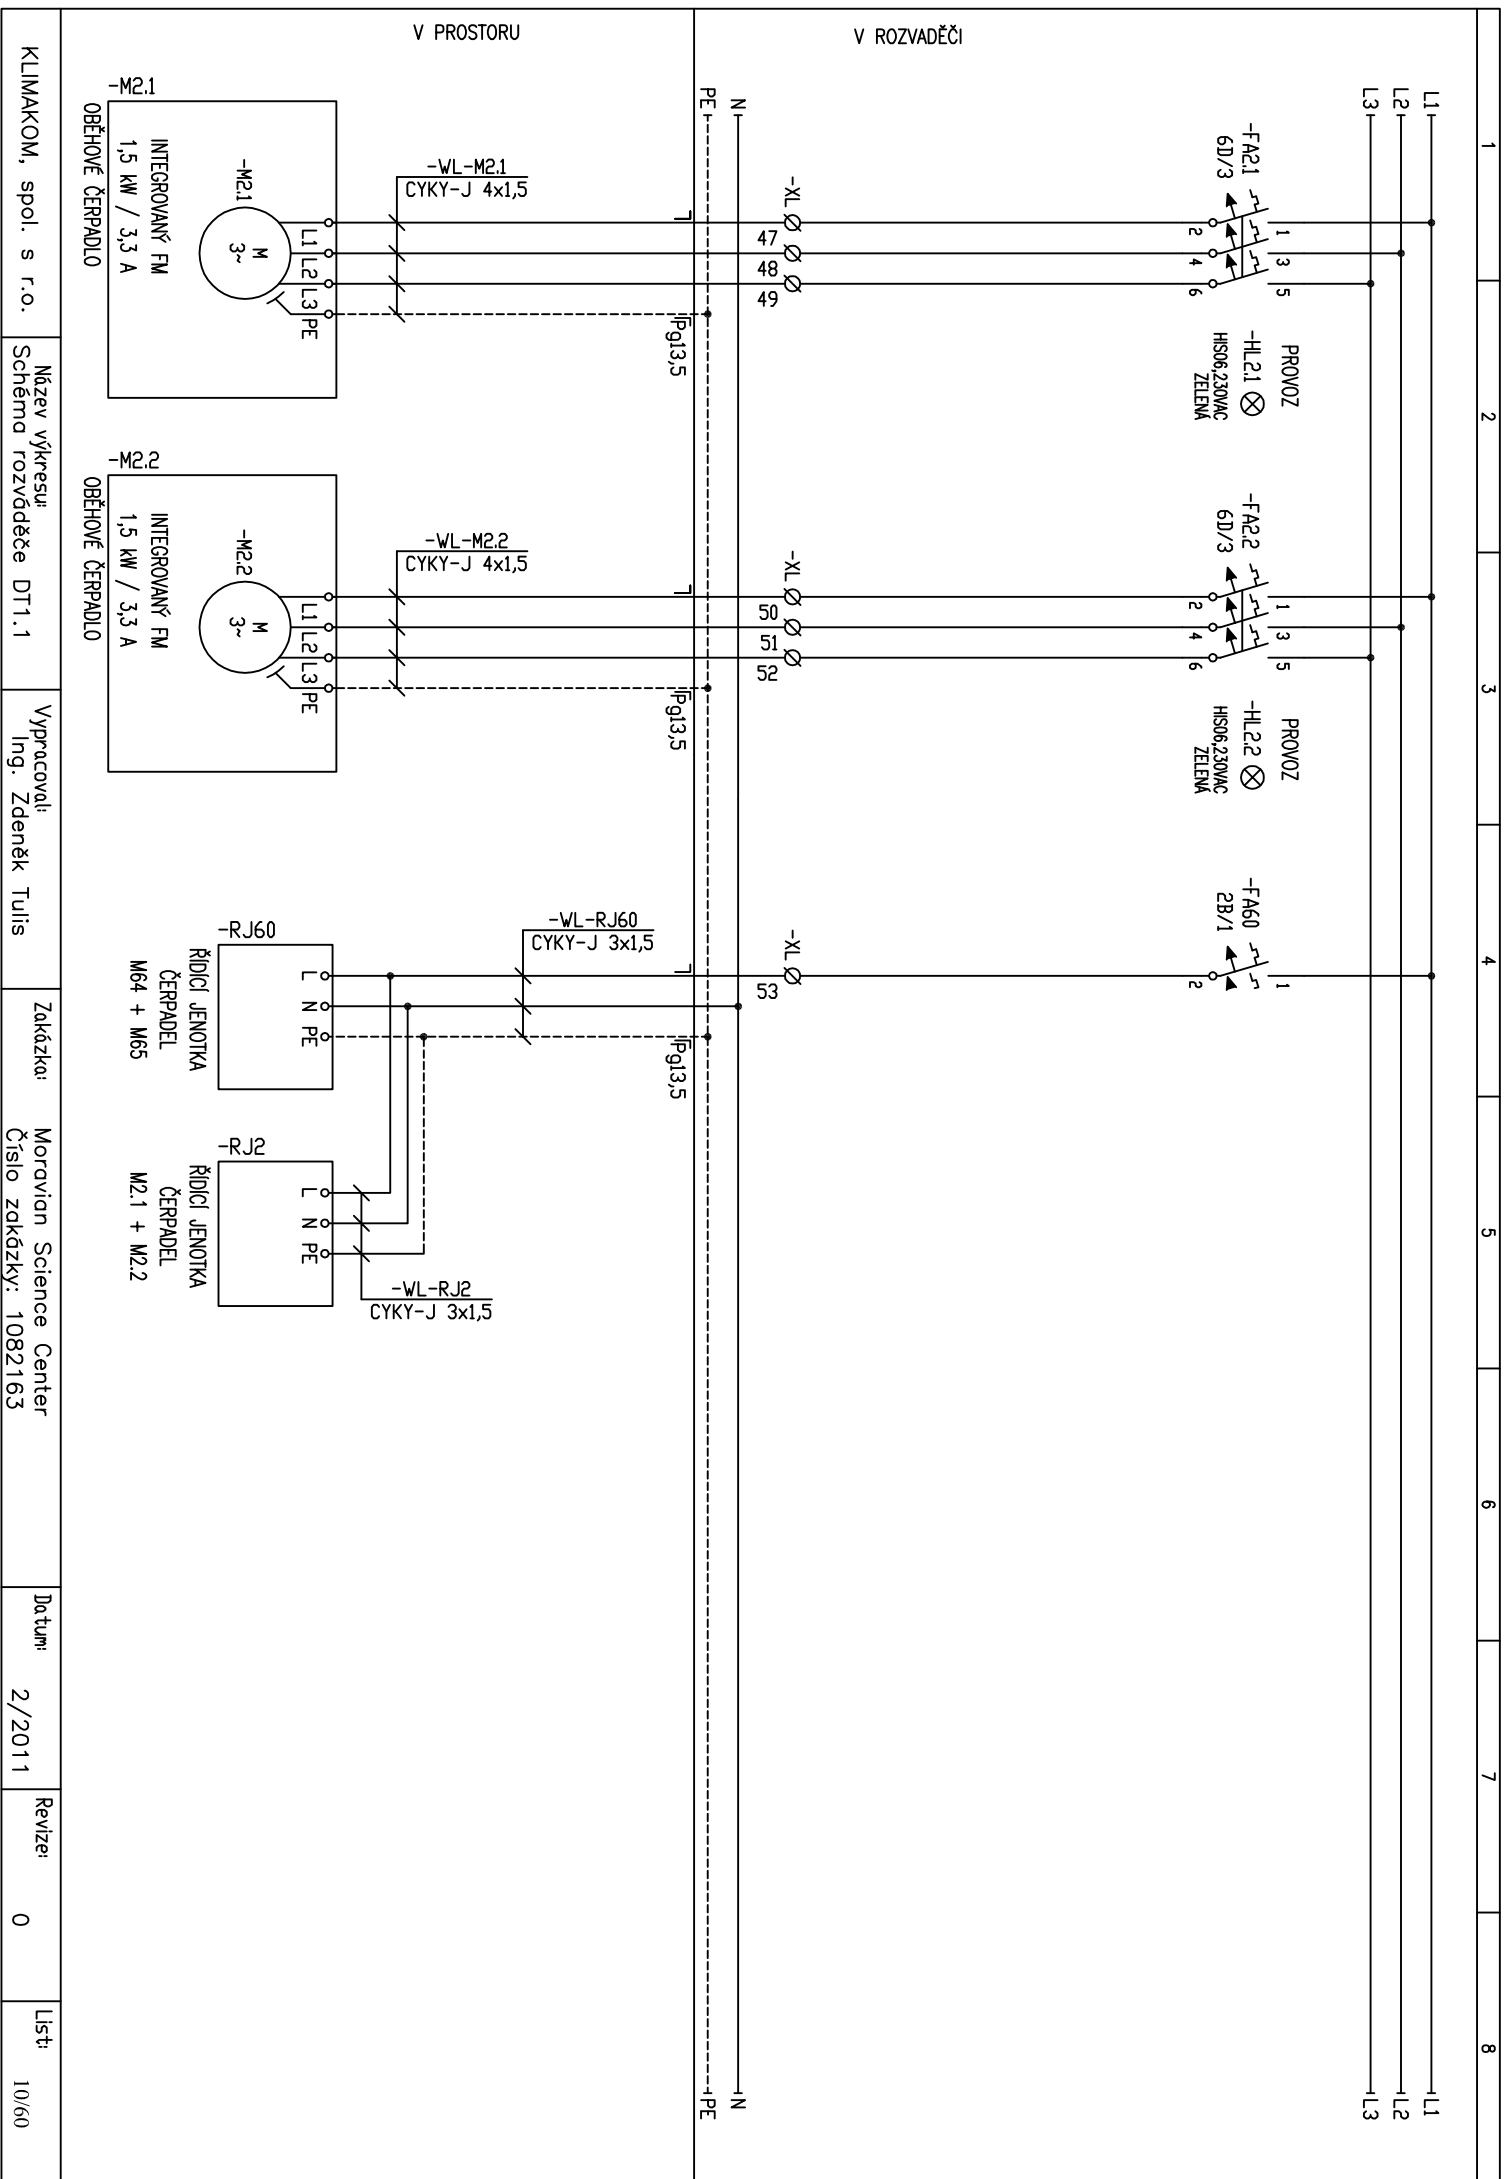 1
2
3
4
5
6
7
8
L1
L2
L3
L1
L2
L3
-FA2.1
6D/3
1
3
5
2
4
6
PROVOZ
-HL2.1
HIS06,230VAC
ZELENÁ
-FA2.2
6D/3
1
3
5
2
4
6
PROVOZ
-HL2.2
HIS06,230VAC
ZELENÁ
-FA60
2B/1
1
2
V ROZVADĚČI
-XL
47
48
49
-XL
50
51
52
-XL
53
N
PE
N
PE
Pg13,5
Pg13,5
Pg13,5
V PROSTORU
-WL-M2.1
CYKY-J 4x1,5
-WL-M2.2
CYKY-J 4x1,5
-WL-RJ60
CYKY-J 3x1,5
-WL-RJ2
CYKY-J 3x1,5
-M2.1
L1 L2 L3 PE
-M2.1
M
3~
INTEGROVANÝ FM
1,5 kW / 3,3 A
OBĚHOVÉ ČERPADLO
-M2.2
L1 L2 L3 PE
-M2.2
M
3~
INTEGROVANÝ FM
1,5 kW / 3,3 A
OBĚHOVÉ ČERPADLO
-RJ60
L N PE
ŘÍDÍCÍ JENOTKA
ČERPADEL
M64 + M65
-RJ2
L N PE
ŘÍDÍCÍ JENOTKA
ČERPADEL
M2.1 + M2.2
KLIMAKOM, spol. s r.o.
Název výkresu:
Schéma rozváděče DT1.1
Vypracoval:
Ing. Zdeněk Tulis
Zakázka: Moravian Science Center
Číslo zakázky: 1082163
Datum:
2/2011
Revize:
0
List:
10/60